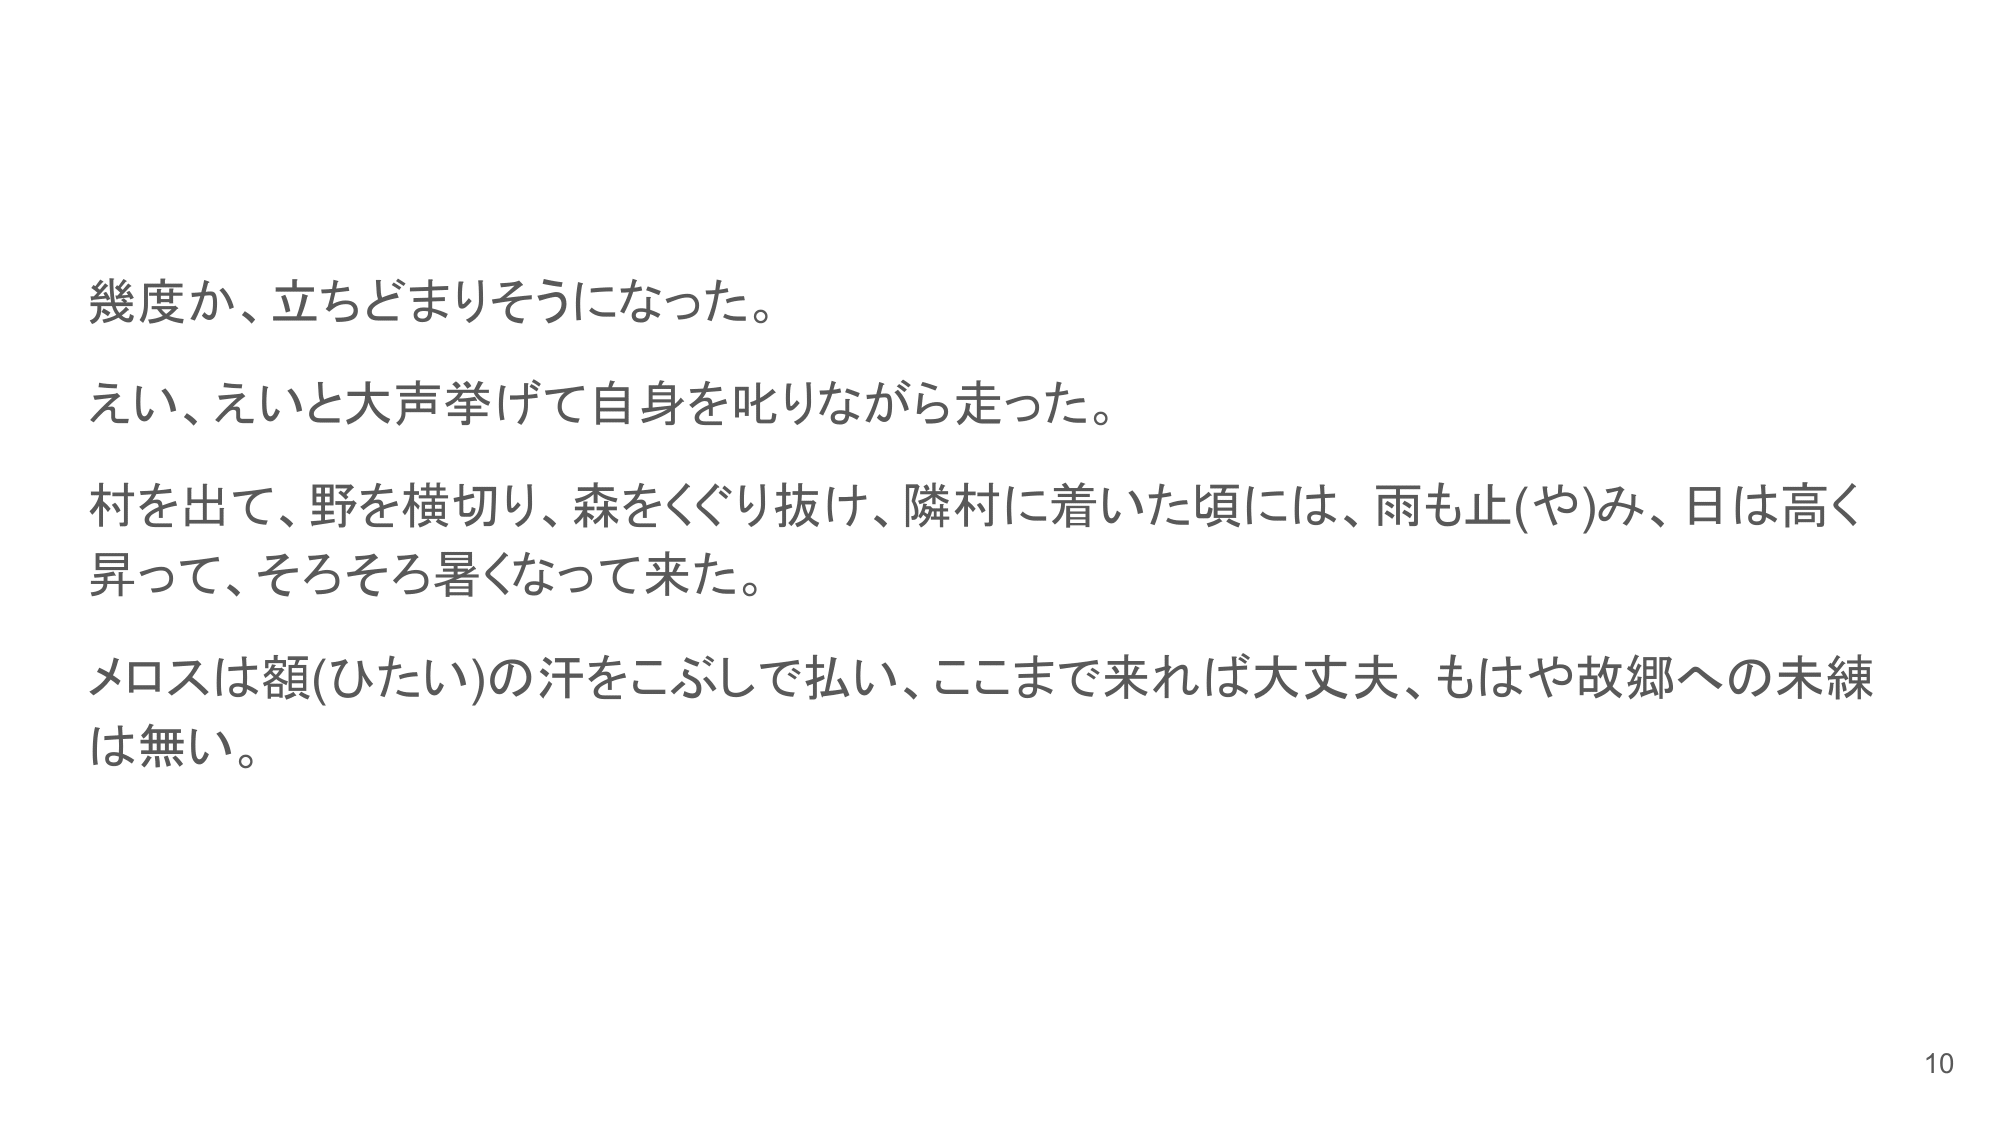 幾度か、立ちどまりそうになった。
えい、えいと大声挙げて自身を叱りながら走った。
村を出て、野を横切り、森をくぐり抜け、隣村に着いた頃には、雨も止(や)み、日は高く
昇って、そろそろ暑くなって来た。
メロスは額(ひたい)の汗をこぶしで払い、ここまで来れば大丈夫、もはや故郷への未練
は無い。
10